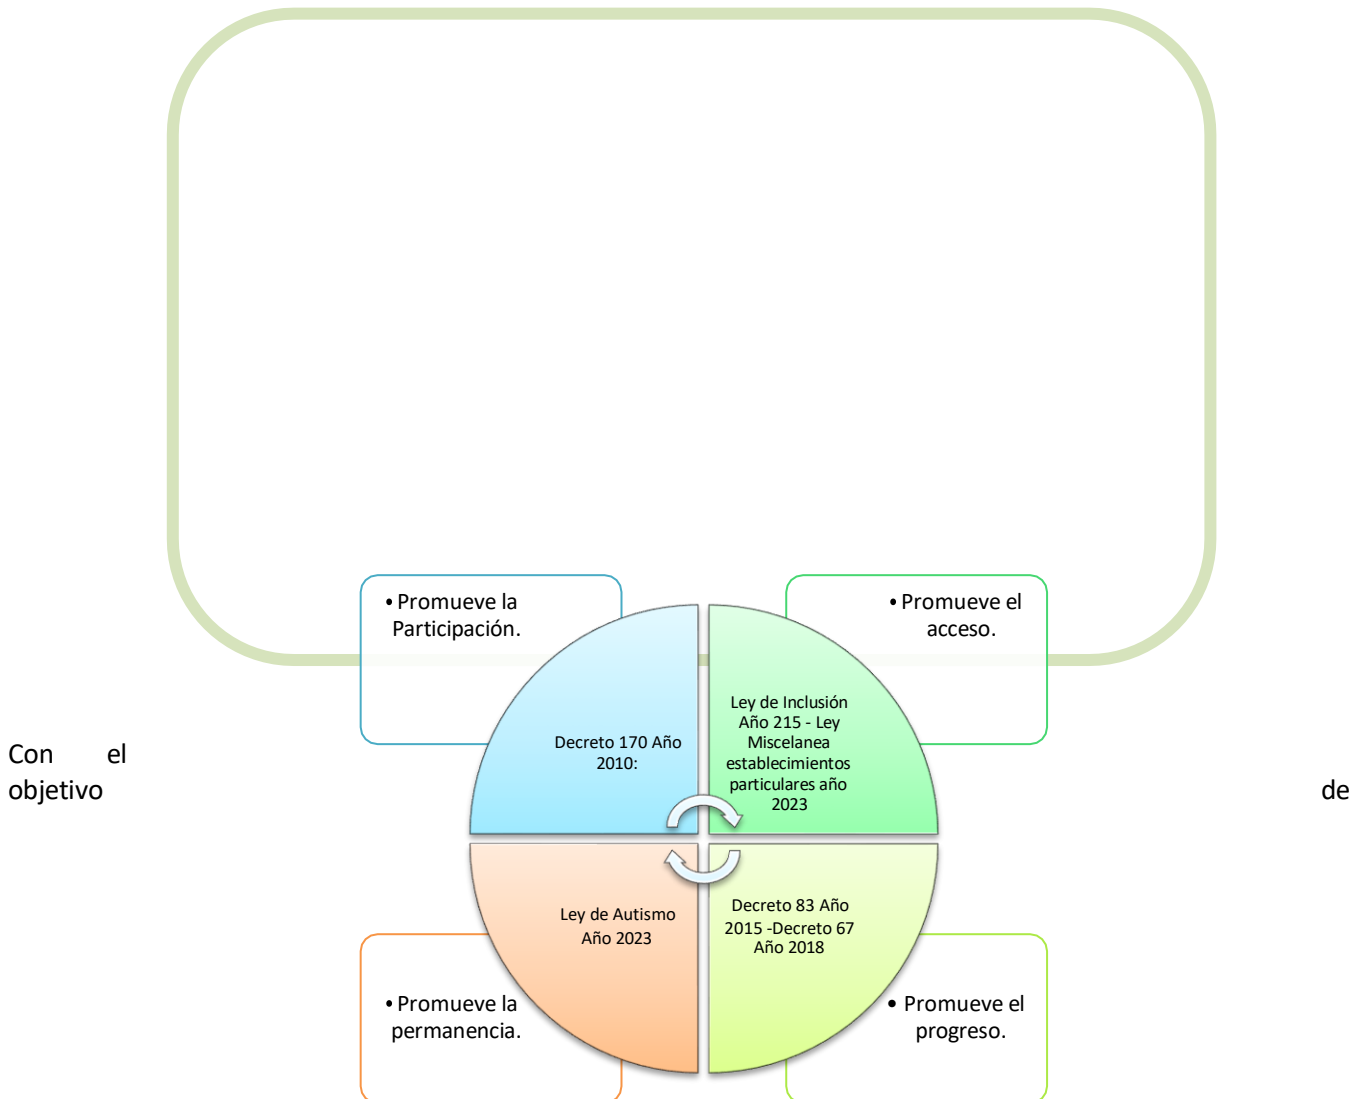 • Promueve la
Participación.
• Promueve el
acceso.
Decreto 170 Año
2010:
Ley de Inclusión
Año 215 - Ley
Miscelanea
establecimientos
particulares año
2023
Con el
objetivo de
Ley de Autismo
Año 2023
Decreto 83 Año
2015 -Decreto 67
Año 2018
• Promueve la
permanencia.
• Promueve el
progreso.